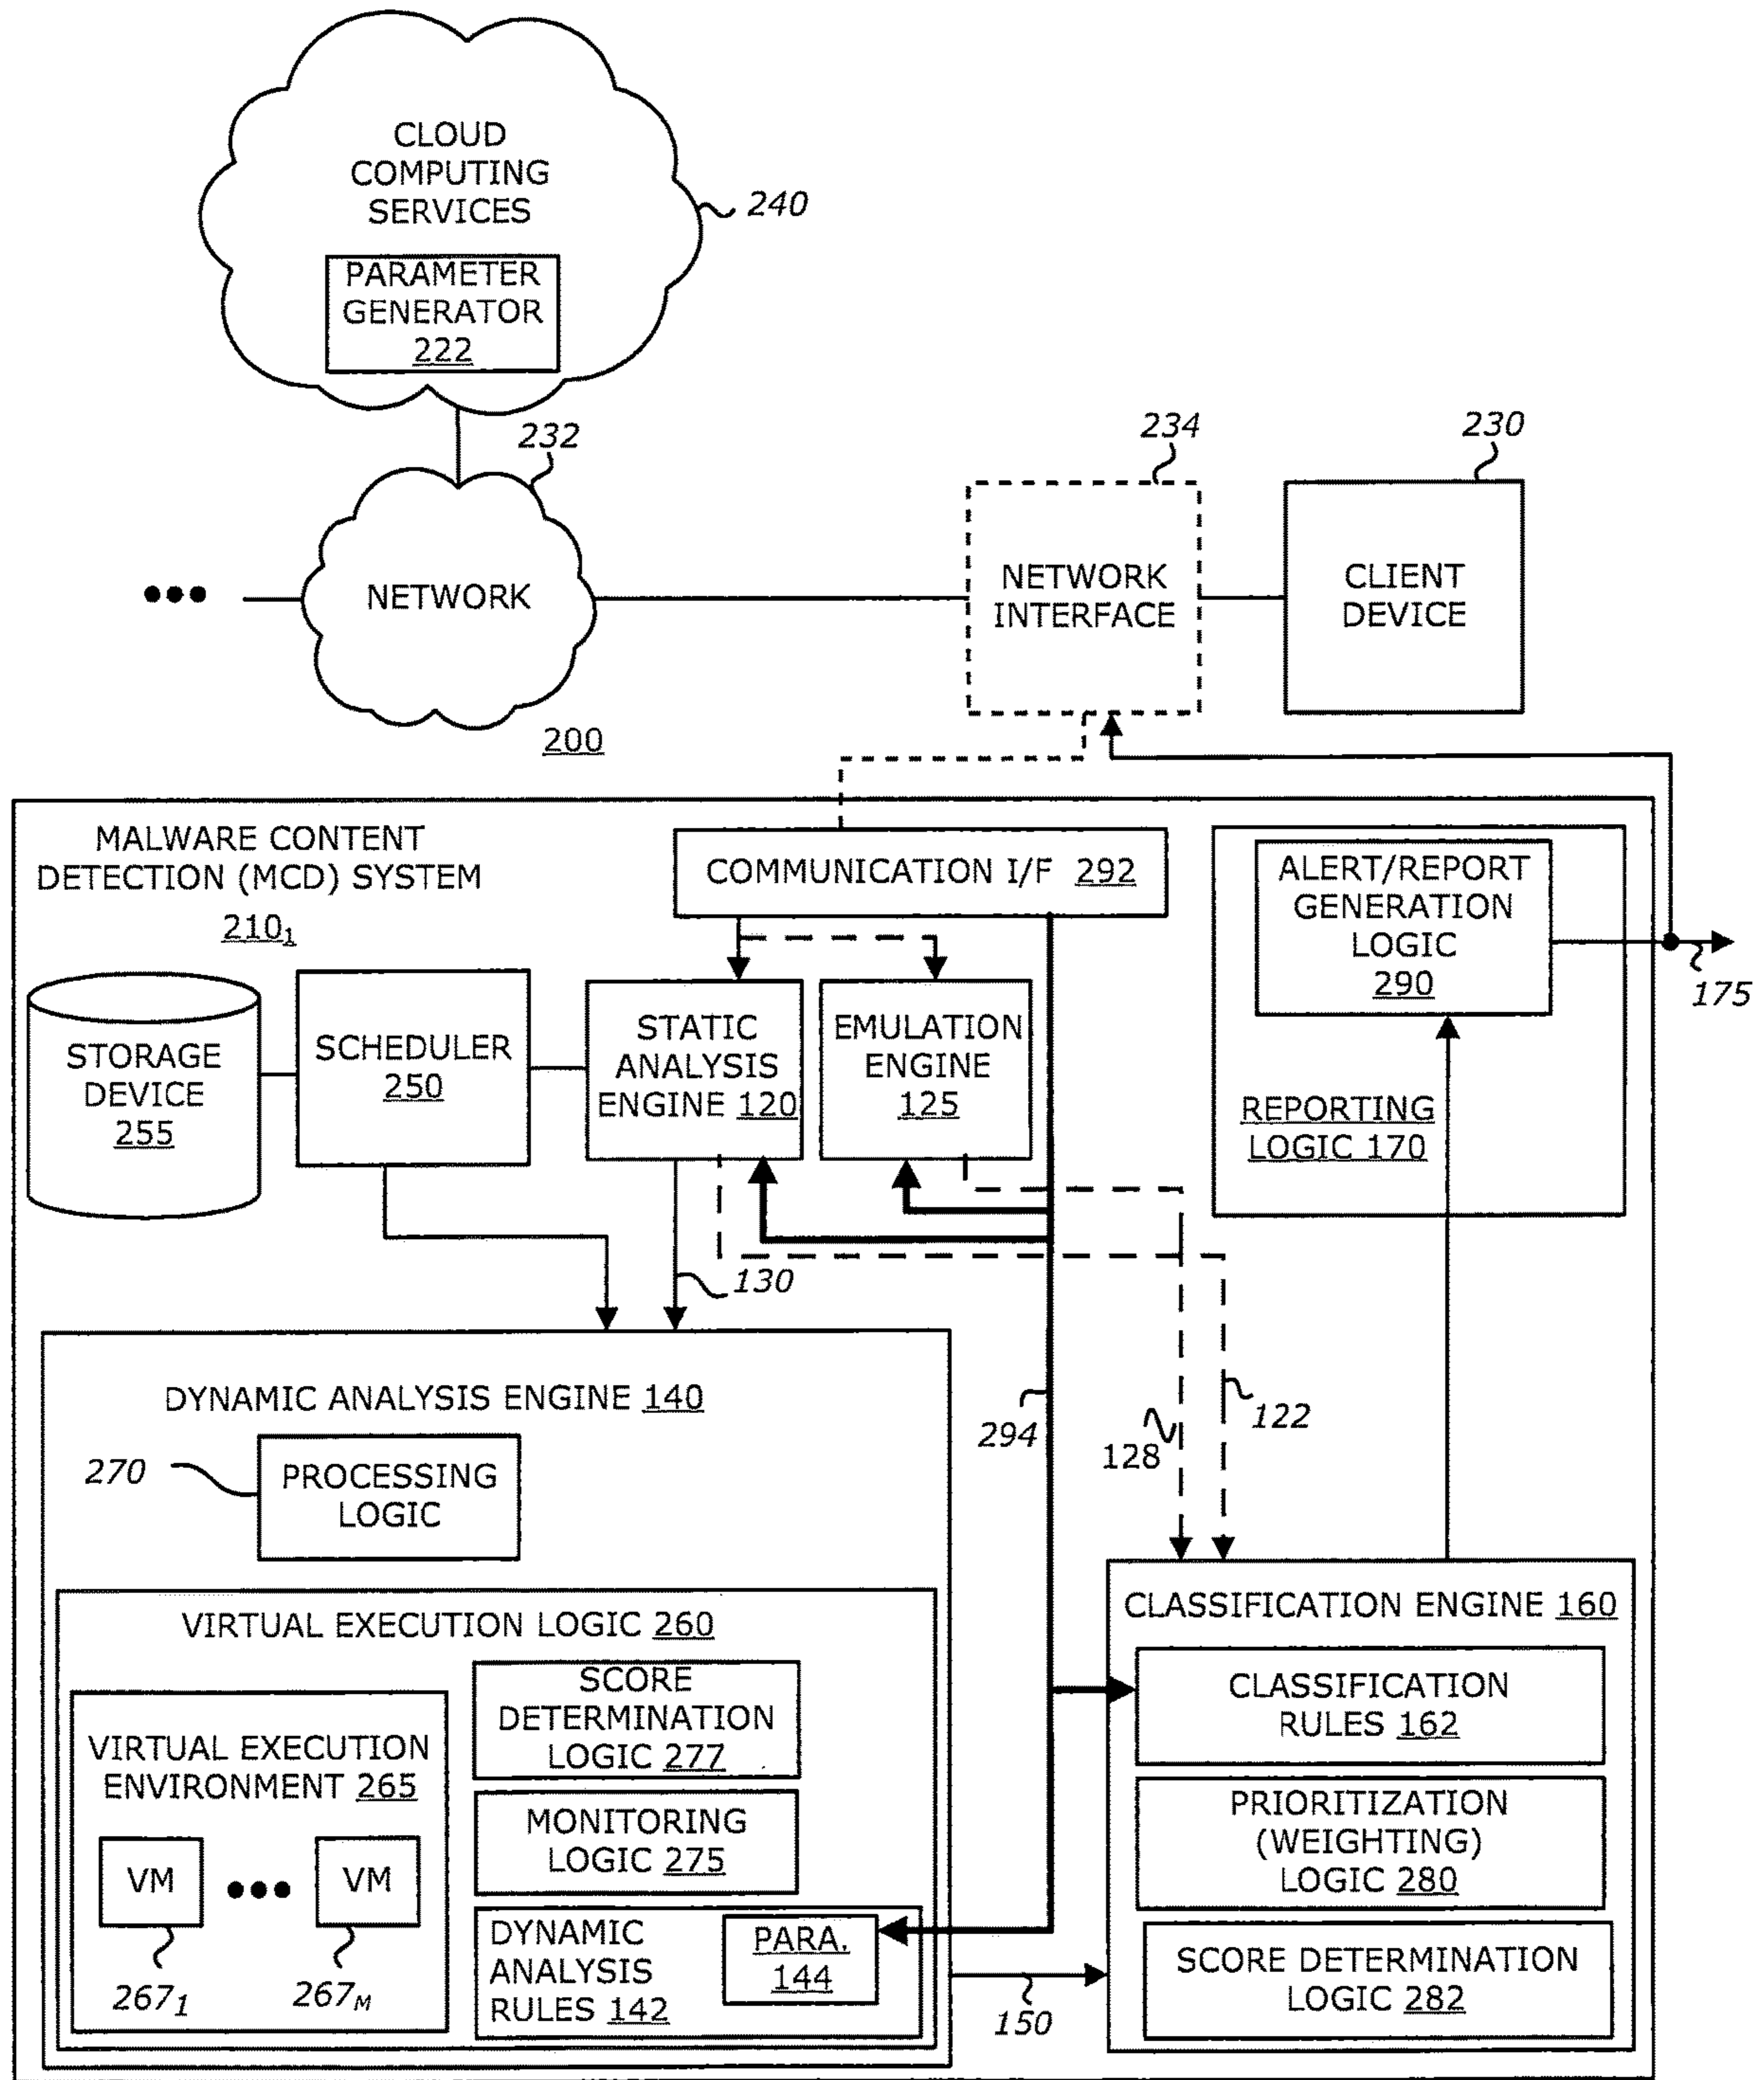 CLOUD
COMPUTING
SERVICES
240
PARAMETER
GENERATOR
222
232
234
230
NETWORK
NETWORK
INTERFACE
CLIENT
DEVICE
200
MALWARE CONTENT
DETECTION (MCD) SYSTEM
210₁
COMMUNICATION I/F 292
ALERT/REPORT
GENERATION
LOGIC
290
175
STORAGE
DEVICE
255
SCHEDULER
250
STATIC
ANALYSIS
ENGINE 120
EMULATION
ENGINE
125
REPORTING
LOGIC 170
130
DYNAMIC ANALYSIS ENGINE 140
270
PROCESSING
LOGIC
294
128
122
VIRTUAL EXECUTION LOGIC 260
SCORE
DETERMINATION
LOGIC 277
VIRTUAL EXECUTION
ENVIRONMENT 265
MONITORING
LOGIC 275
VM
VM
267₁
267M
DYNAMIC
ANALYSIS
RULES 142
PARA.
144
150
CLASSIFICATION ENGINE 160
CLASSIFICATION
RULES 162
PRIORITIZATION
(WEIGHTING)
LOGIC 280
SCORE DETERMINATION
LOGIC 282